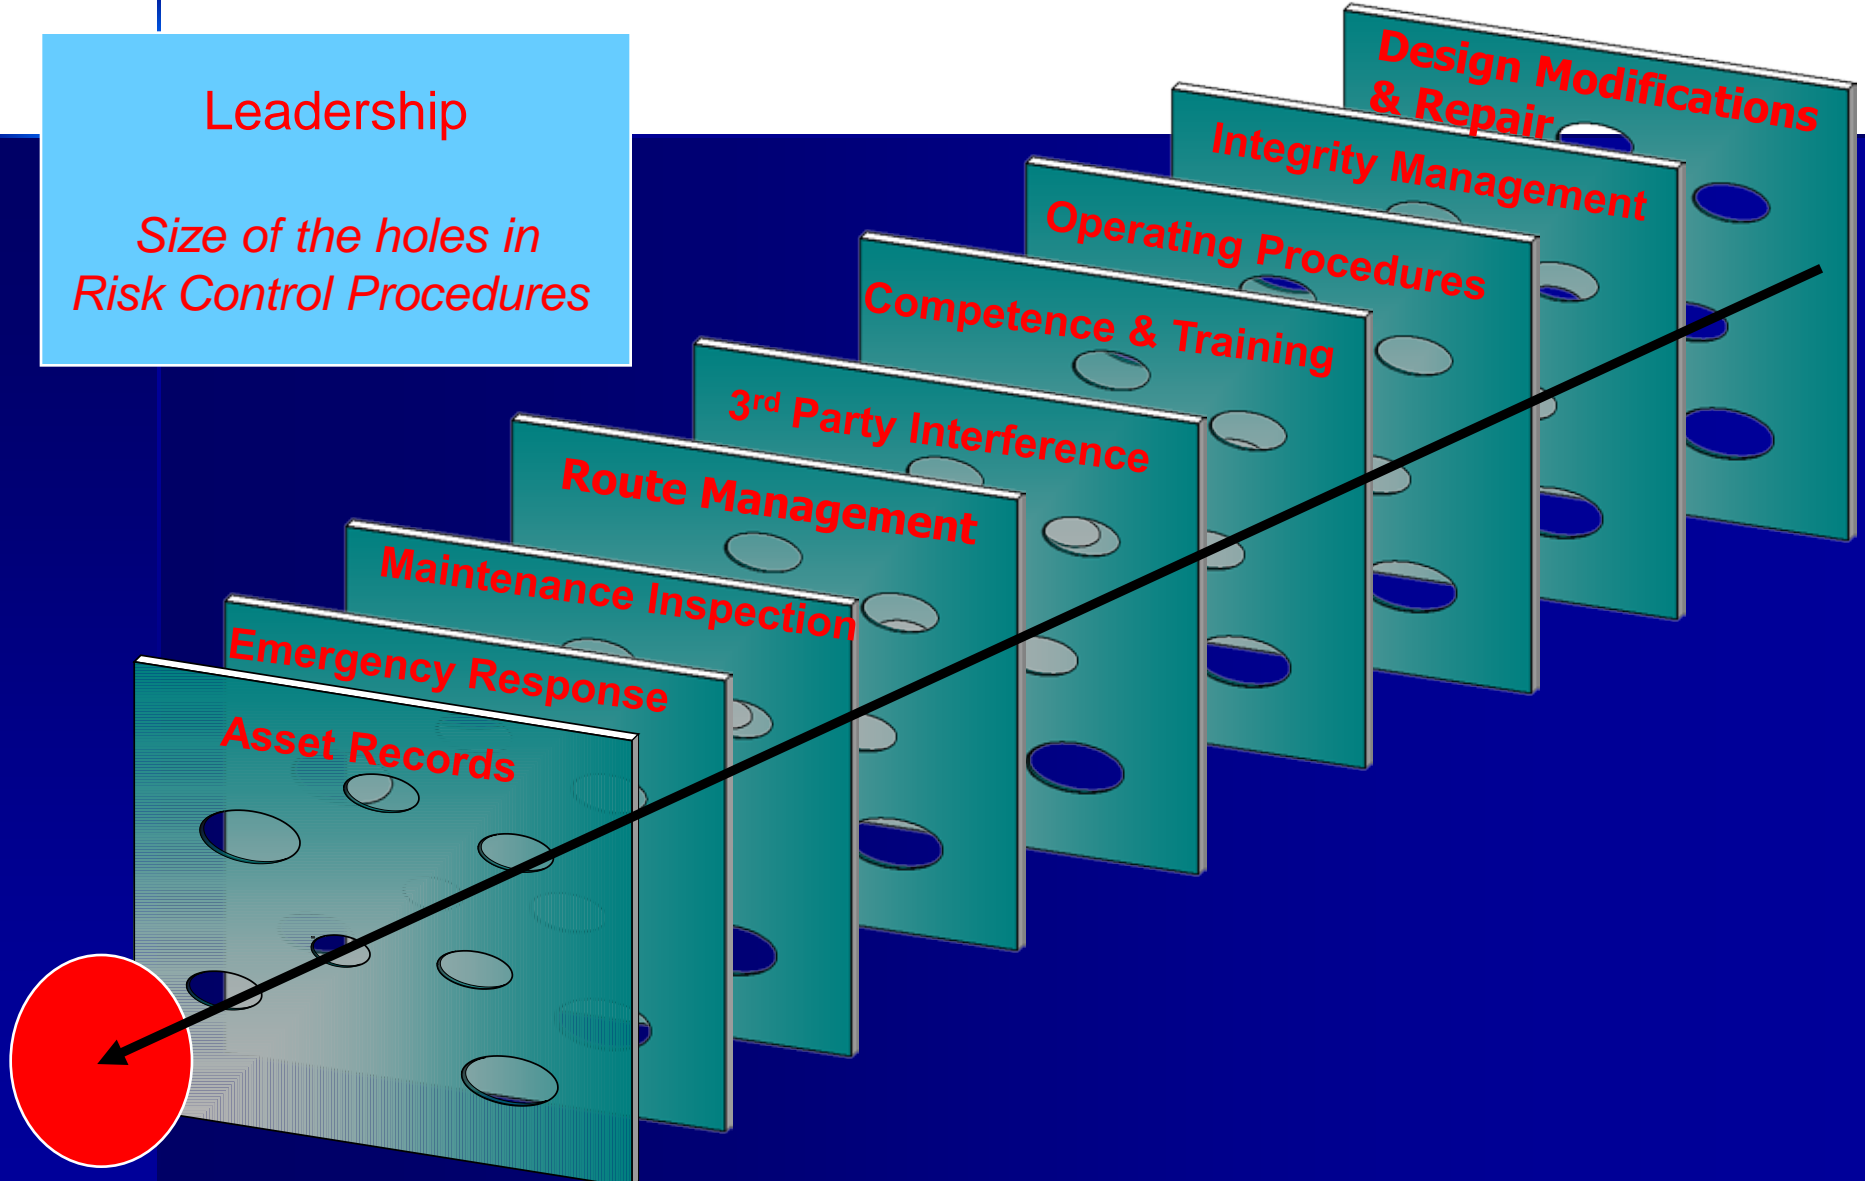 Leadership
Size of the holes in
Risk Control Procedures
Design Modifications
& Repair
Integrity Management
Operating Procedures
Competence & Training
3rd Party Interference
Route Management
Maintenance Inspection
Emergency Response
Asset Records